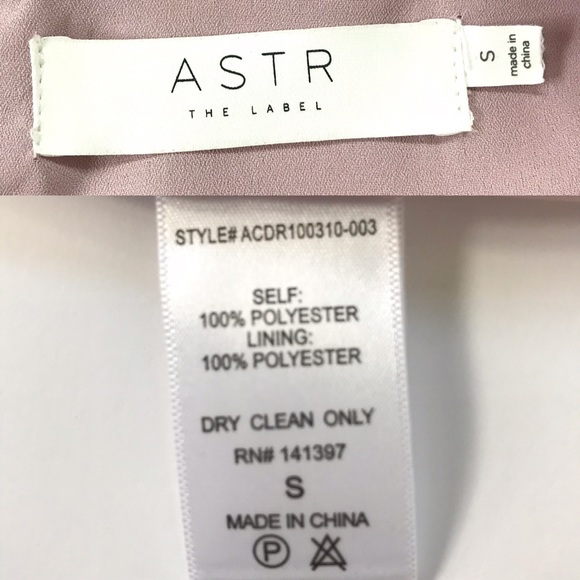 ASTR
THE LABEL
S
made in
china
STYLE# ACDR100310-003
SELF:
100% POLYESTER
LINING:
100% POLYESTER
DRY CLEAN ONLY
RN# 141397
S
MADE IN CHINA
P